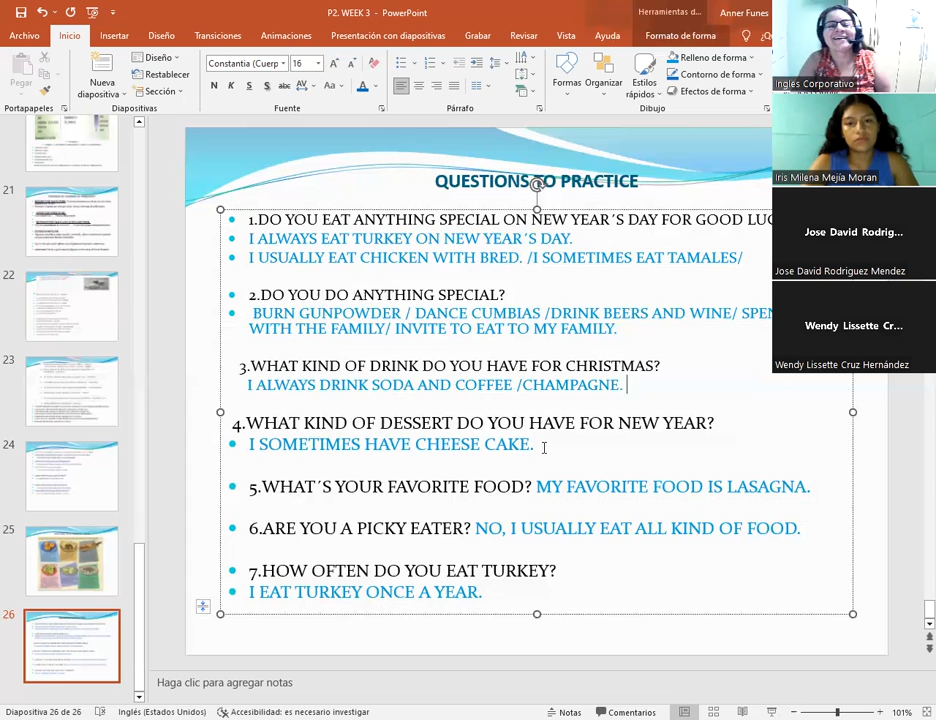 P2. WEEK 3 - PowerPoint
Herramientas d...
Anner Funes
Archivo Inicio Insertar Diseño Transiciones Animaciones Presentación con diapositivas Grabar Revisar Vista Ayuda Formato de forma
Pegar
Nueva diapositiva
Diseño
Restablecer
Sección
Constantia (Cuerp 16
N K S S abc AV Aa A
Formas Organizar Estilos rápidos
Relleno de forma
Contorno de forma
Efectos de forma
Portapapeles Diapositivas Fuente Párrafo Dibujo
Inglés Corporativo
Iris Milena Mejía Moran
Jose David Rodrig...
Jose David Rodriguez Mendez
Wendy Lissette Cr...
Wendy Lissette Cruz Hernández
21
22
23
24
25
26
QUESTIONS TO PRACTICE
1.DO YOU EAT ANYTHING SPECIAL ON NEW YEAR´S DAY FOR GOOD LUC
I ALWAYS EAT TURKEY ON NEW YEAR´S DAY.
I USUALLY EAT CHICKEN WITH BRED. /I SOMETIMES EAT TAMALES/
2.DO YOU DO ANYTHING SPECIAL?
BURN GUNPOWDER / DANCE CUMBIAS /DRINK BEERS AND WINE/ SPEN
WITH THE FAMILY/ INVITE TO EAT TO MY FAMILY.
3.WHAT KIND OF DRINK DO YOU HAVE FOR CHRISTMAS?
I ALWAYS DRINK SODA AND COFFEE /CHAMPAGNE.
4.WHAT KIND OF DESSERT DO YOU HAVE FOR NEW YEAR?
I SOMETIMES HAVE CHEESE CAKE.
5.WHAT´S YOUR FAVORITE FOOD? MY FAVORITE FOOD IS LASAGNA.
6.ARE YOU A PICKY EATER? NO, I USUALLY EAT ALL KIND OF FOOD.
7.HOW OFTEN DO YOU EAT TURKEY?
I EAT TURKEY ONCE A YEAR.
Haga clic para agregar notas
Diapositiva 26 de 26 Inglés (Estados Unidos) Accesibilidad: es necesario investigar Notas Comentarios 101%